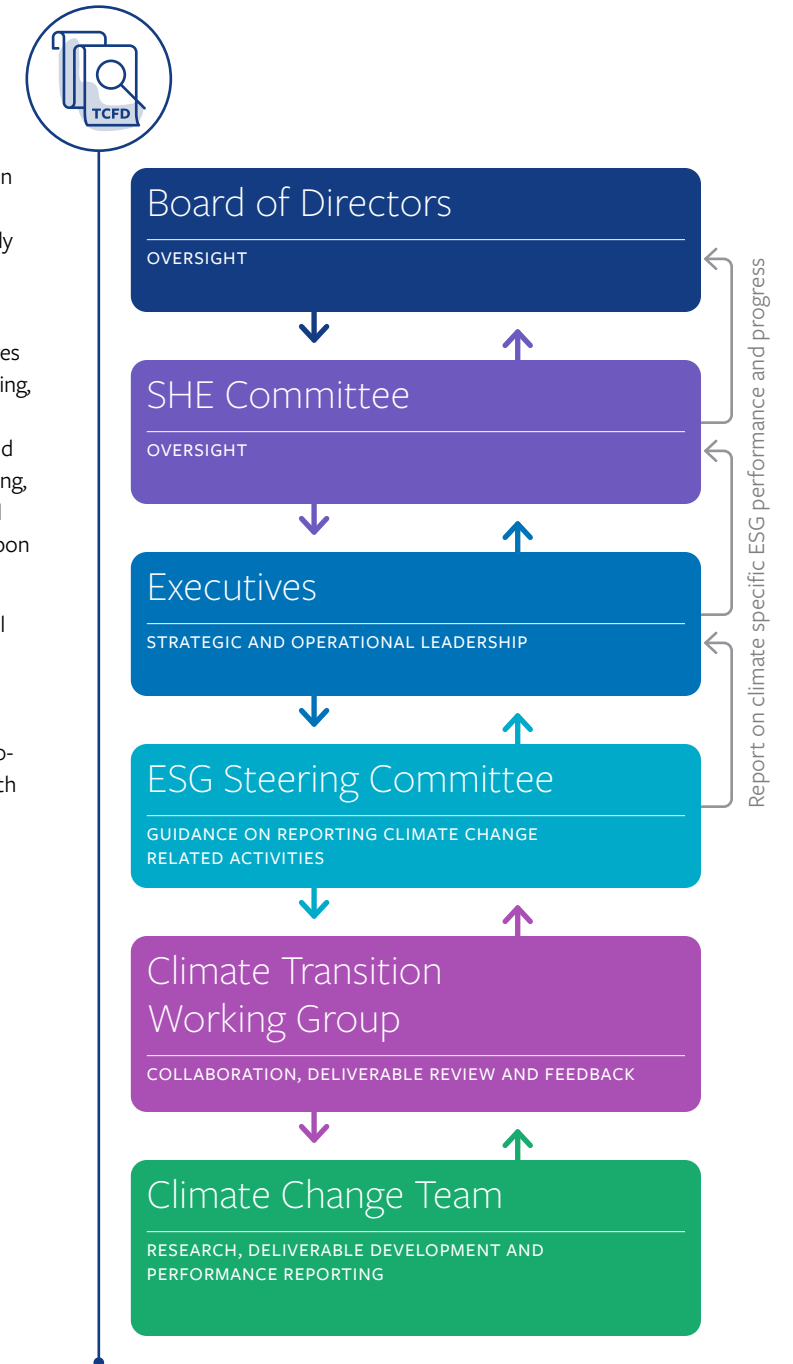 TCFD
Board of Directors
OVERSIGHT
SHE Committee
OVERSIGHT
Executives
STRATEGIC AND OPERATIONAL LEADERSHIP
ESG Steering Committee
GUIDANCE ON REPORTING CLIMATE CHANGE
RELATED ACTIVITIES
Climate Transition
Working Group
COLLABORATION, DELIVERABLE REVIEW AND FEEDBACK
Climate Change Team
RESEARCH, DELIVERABLE DEVELOPMENT AND
PERFORMANCE REPORTING
Report on climate specific ESG performance and progress